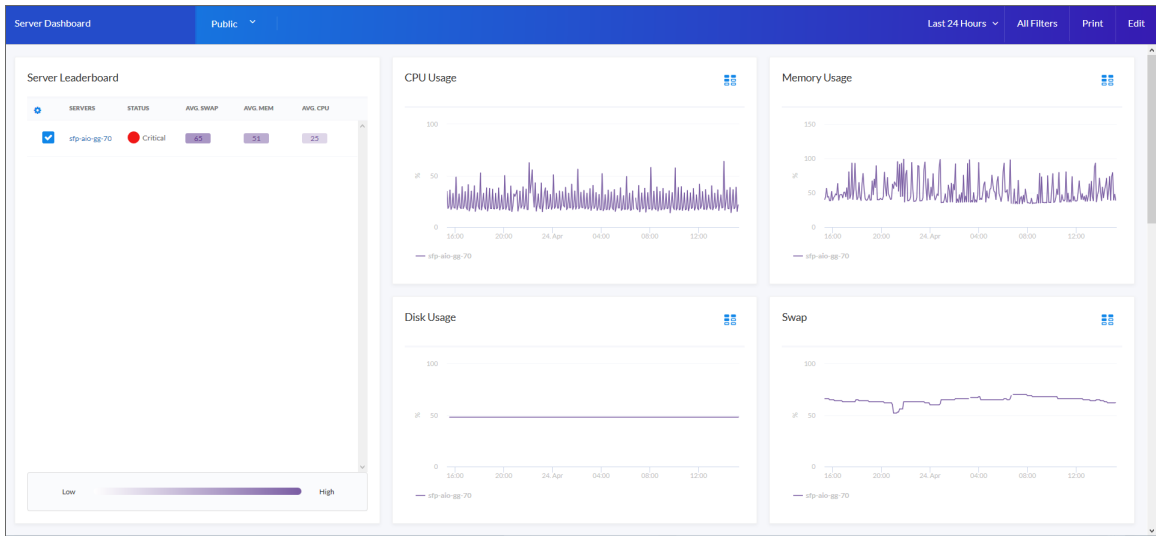 Server Dashboard
Public
Last 24 Hours
All Filters
Print
Edit
Server Leaderboard
SERVERS STATUS AVG. SWAP AVG. MEM AVG. CPU
sfp-aio-gg-70 Critical 65 51 25
Low High
CPU Usage
100
% 50
0
16:00 20:00 24. Apr 04:00 08:00 12:00
sfp-aio-gg-70
Memory Usage
150
100
% 50
0
16:00 20:00 24. Apr 04:00 08:00 12:00
sfp-aio-gg-70
Disk Usage
100
% 50
0
16:00 20:00 24. Apr 04:00 08:00 12:00
sfp-aio-gg-70
Swap
100
% 50
0
16:00 20:00 24. Apr 04:00 08:00 12:00
sfp-aio-gg-70